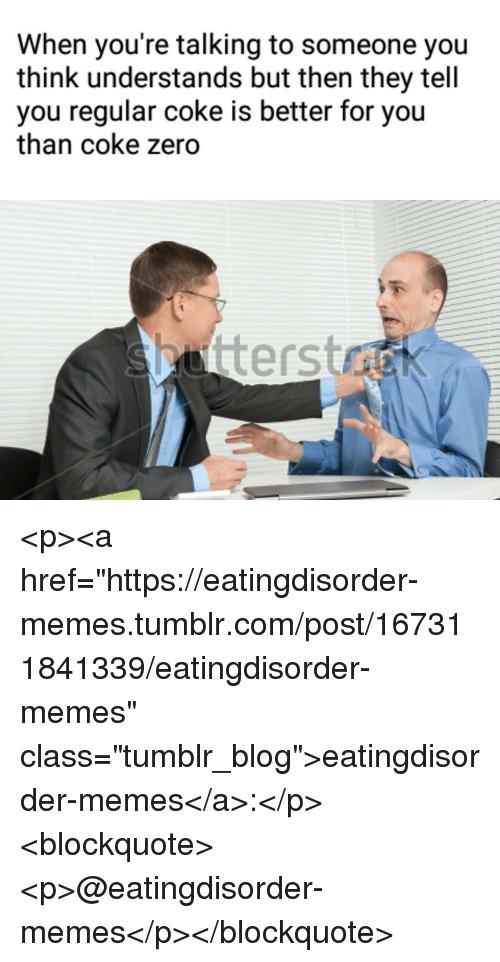 When you're talking to someone you
think understands but then they tell
you regular coke is better for you
than coke zero
shutterstock
<p><a
href="https://eatingdisorder-
memes.tumblr.com/post/16731
1841339/eatingdisorder-
memes"
class="tumblr_blog">eatingdisor
der-memes</a>:</p>
<blockquote>
<p>@eatingdisorder-
memes</p></blockquote>